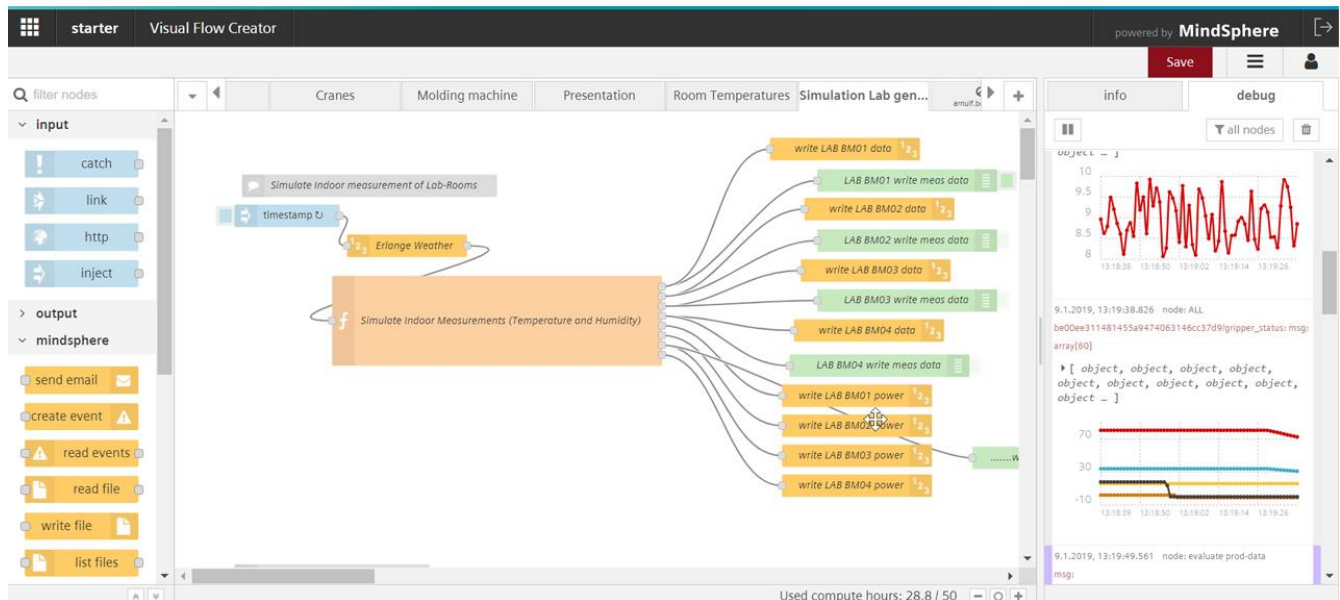 starter Visual Flow Creator powered by MindSphere
Save
filter nodes
Cranes Molding machine Presentation Room Temperatures Simulation Lab gen...
info debug
input
catch
link
http
inject
output
mindsphere
send email
create event
read events
read file
write file
list files
Simulate Indoor measurement of Lab-Rooms
timestamp ↻
Erlange Weather
Simulate Indoor Measurements (Temperature and Humidity)
write LAB BM01 data
LAB BM01 write meas data
write LAB BM02 data
LAB BM02 write meas data
write LAB BM03 data
LAB BM03 write meas data
write LAB BM04 data
LAB BM04 write meas data
write LAB BM01 power
write LAB BM02 power
write LAB BM03 power
write LAB BM04 power
.......w
Used compute hours: 28.8 / 50
all nodes
object … ]
10
9.5
9
8.5
8
13:18:38 13:18:50 13:19:02 13:19:14 13:19:26
9.1.2019, 13:19:38.826 node: ALL
be00ee311481455a9474063146cc37d9/gripper_status: msg:
array[60]
[ object, object, object, object,
object, object, object, object, object,
object … ]
70
30
-10
13:18:39 13:18:50 13:19:02 13:19:14 13:19:26
9.1.2019, 13:19:49.561 node: evaluate prod-data
msg: